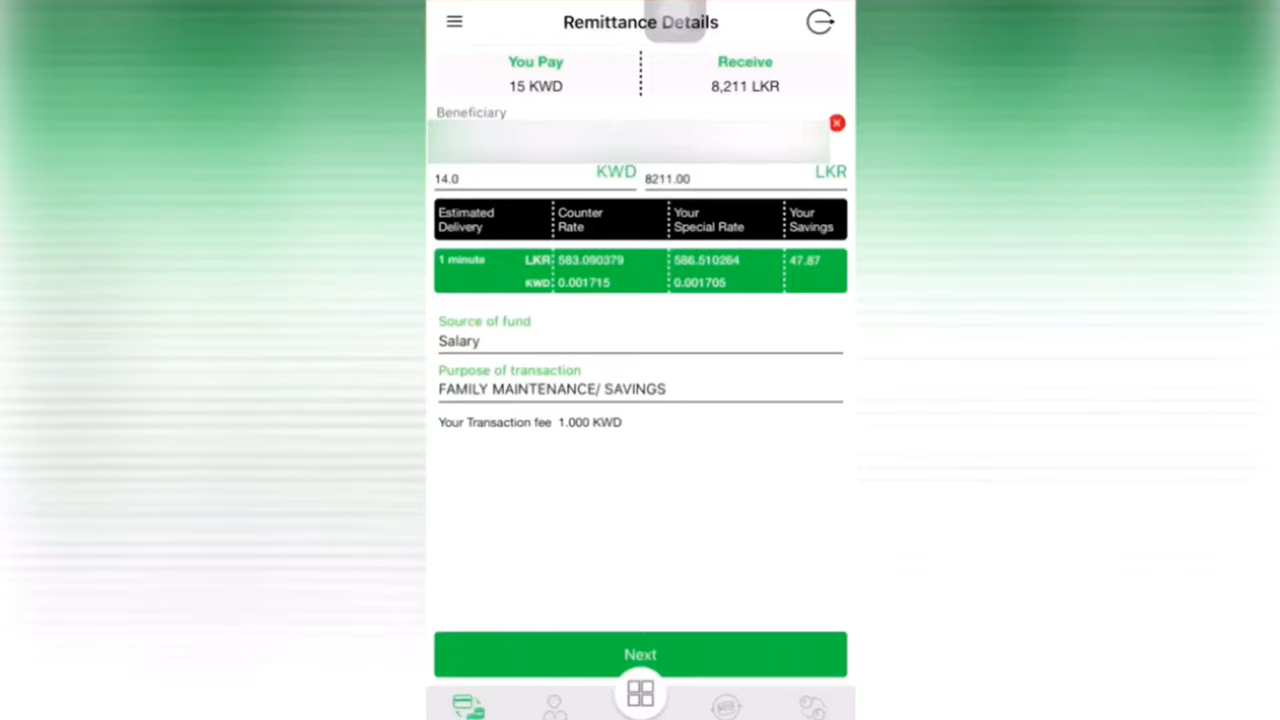 Remittance Details
You Pay
Receive
15 KWD
8,211 LKR
Beneficiary
14.0 KWD
8211.00 LKR
Estimated Delivery
Counter Rate
Your Special Rate
Your Savings
1 minute LKR: 583.090379 586.510264 47.87
KWD: 0.001715 0.001705
Source of fund
Salary
Purpose of transaction
FAMILY MAINTENANCE/ SAVINGS
Your Transaction fee 1.000 KWD
Next